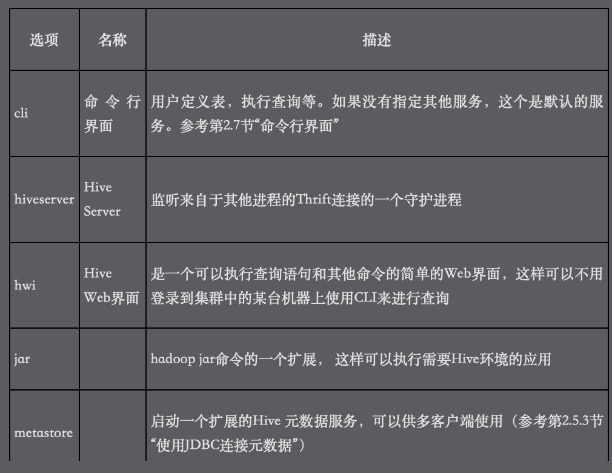 选项 名称 描述
cli 命令行界面 用户定义表，执行查询等。如果没有指定其他服务，这个是默认的服
务。参考第2.7节“命令行界面”
hiveserver Hive Server 监听来自于其他进程的Thrift连接的一个守护进程
hwi Hive Web界面 是一个可以执行查询语句和其他命令的简单的Web界面，这样可以不用
登录到集群中的某台机器上使用CLI来进行查询
jar hadoop jar命令的一个扩展， 这样可以执行需要Hive环境的应用
metastore 启动一个扩展的Hive 元数据服务，可以供多客户端使用（参考第2.5.3节
“使用JDBC连接元数据”）